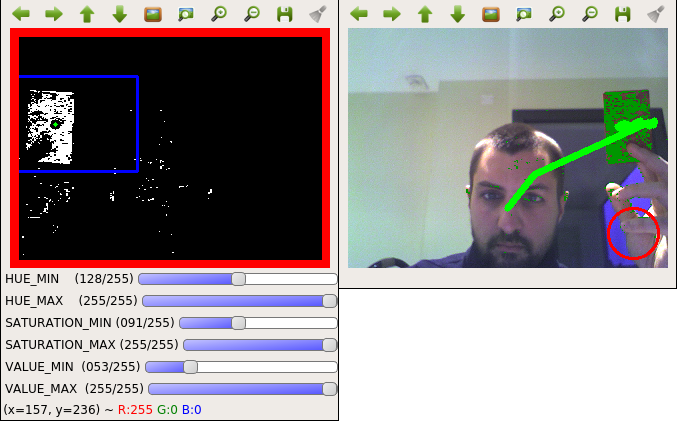 HUE_MIN (128/255)
HUE_MAX (255/255)
SATURATION_MIN (091/255)
SATURATION_MAX (255/255)
VALUE_MIN (053/255)
VALUE_MAX (255/255)
(x=157, y=236) ~ R:255 G:0 B:0